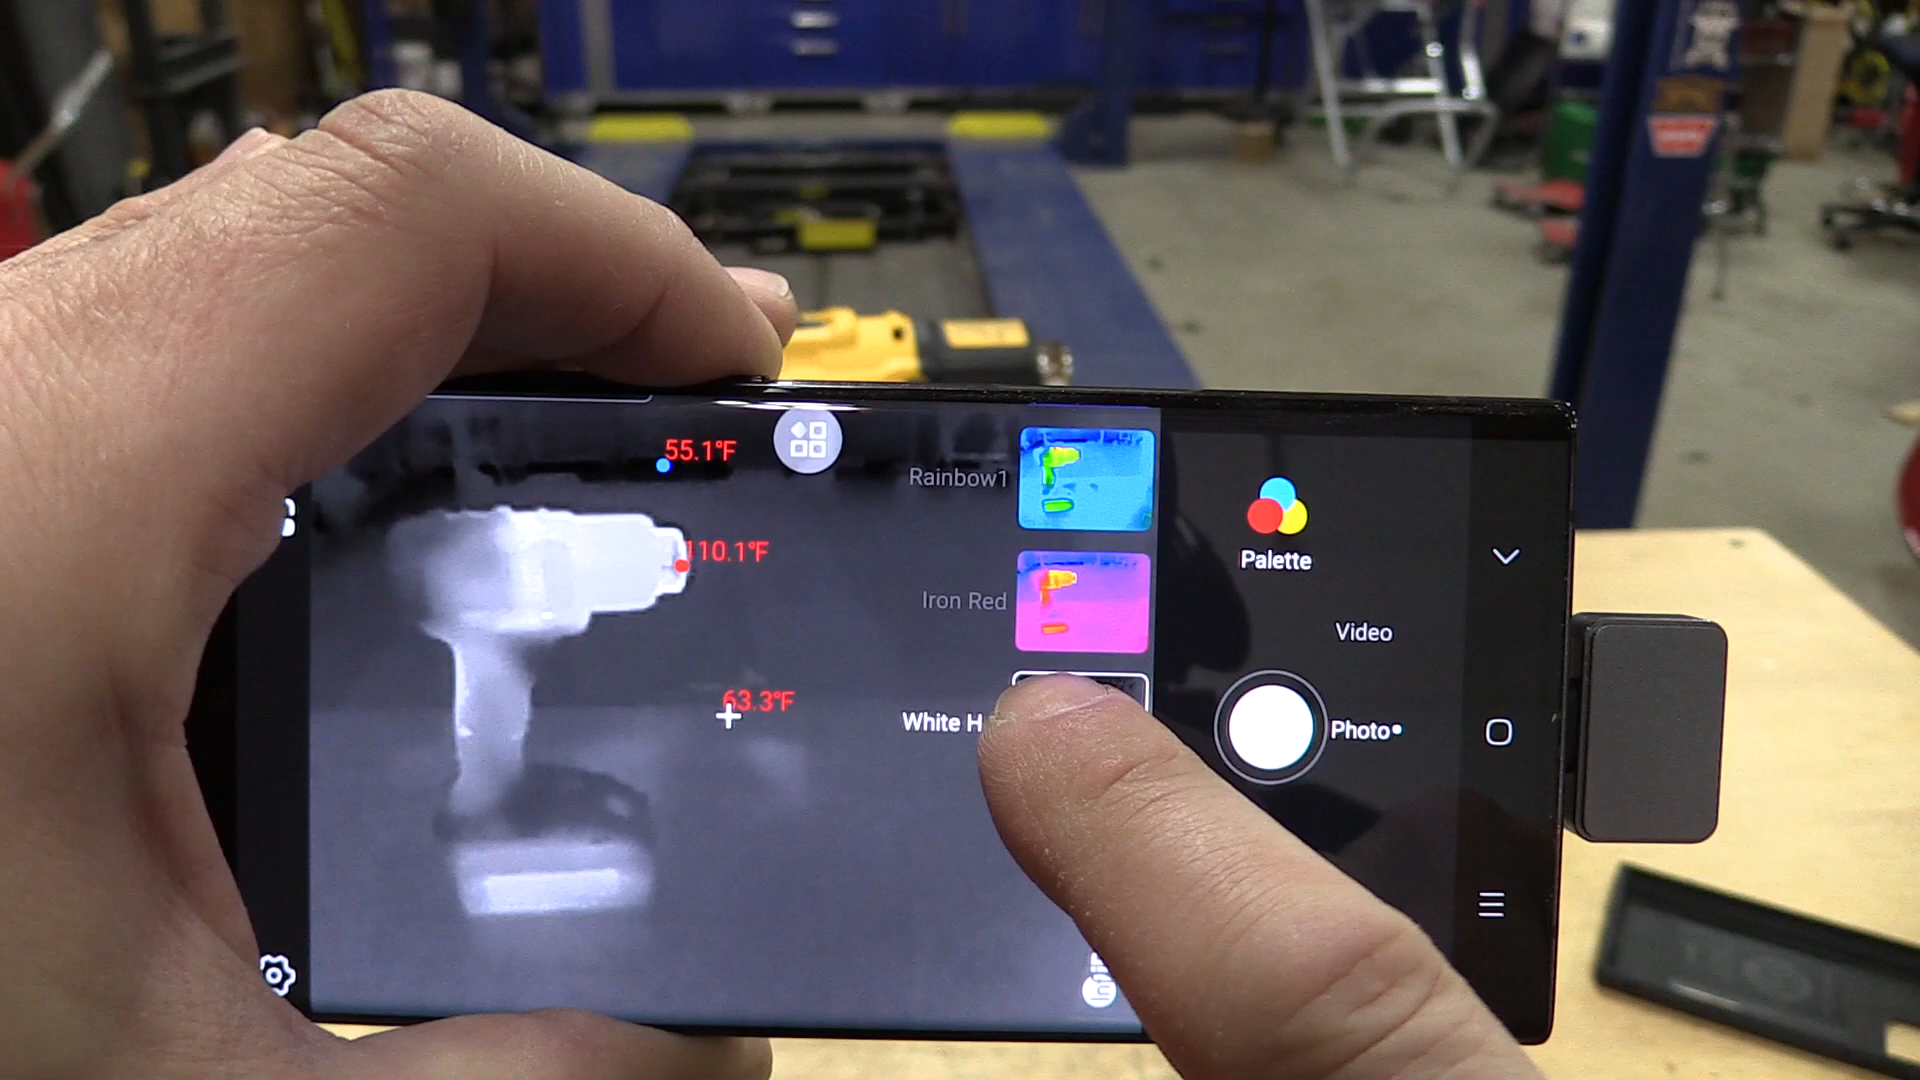 55.1°F
Rainbow1
110.1°F
Palette
Iron Red
Video
63.3°F
White H
Photo